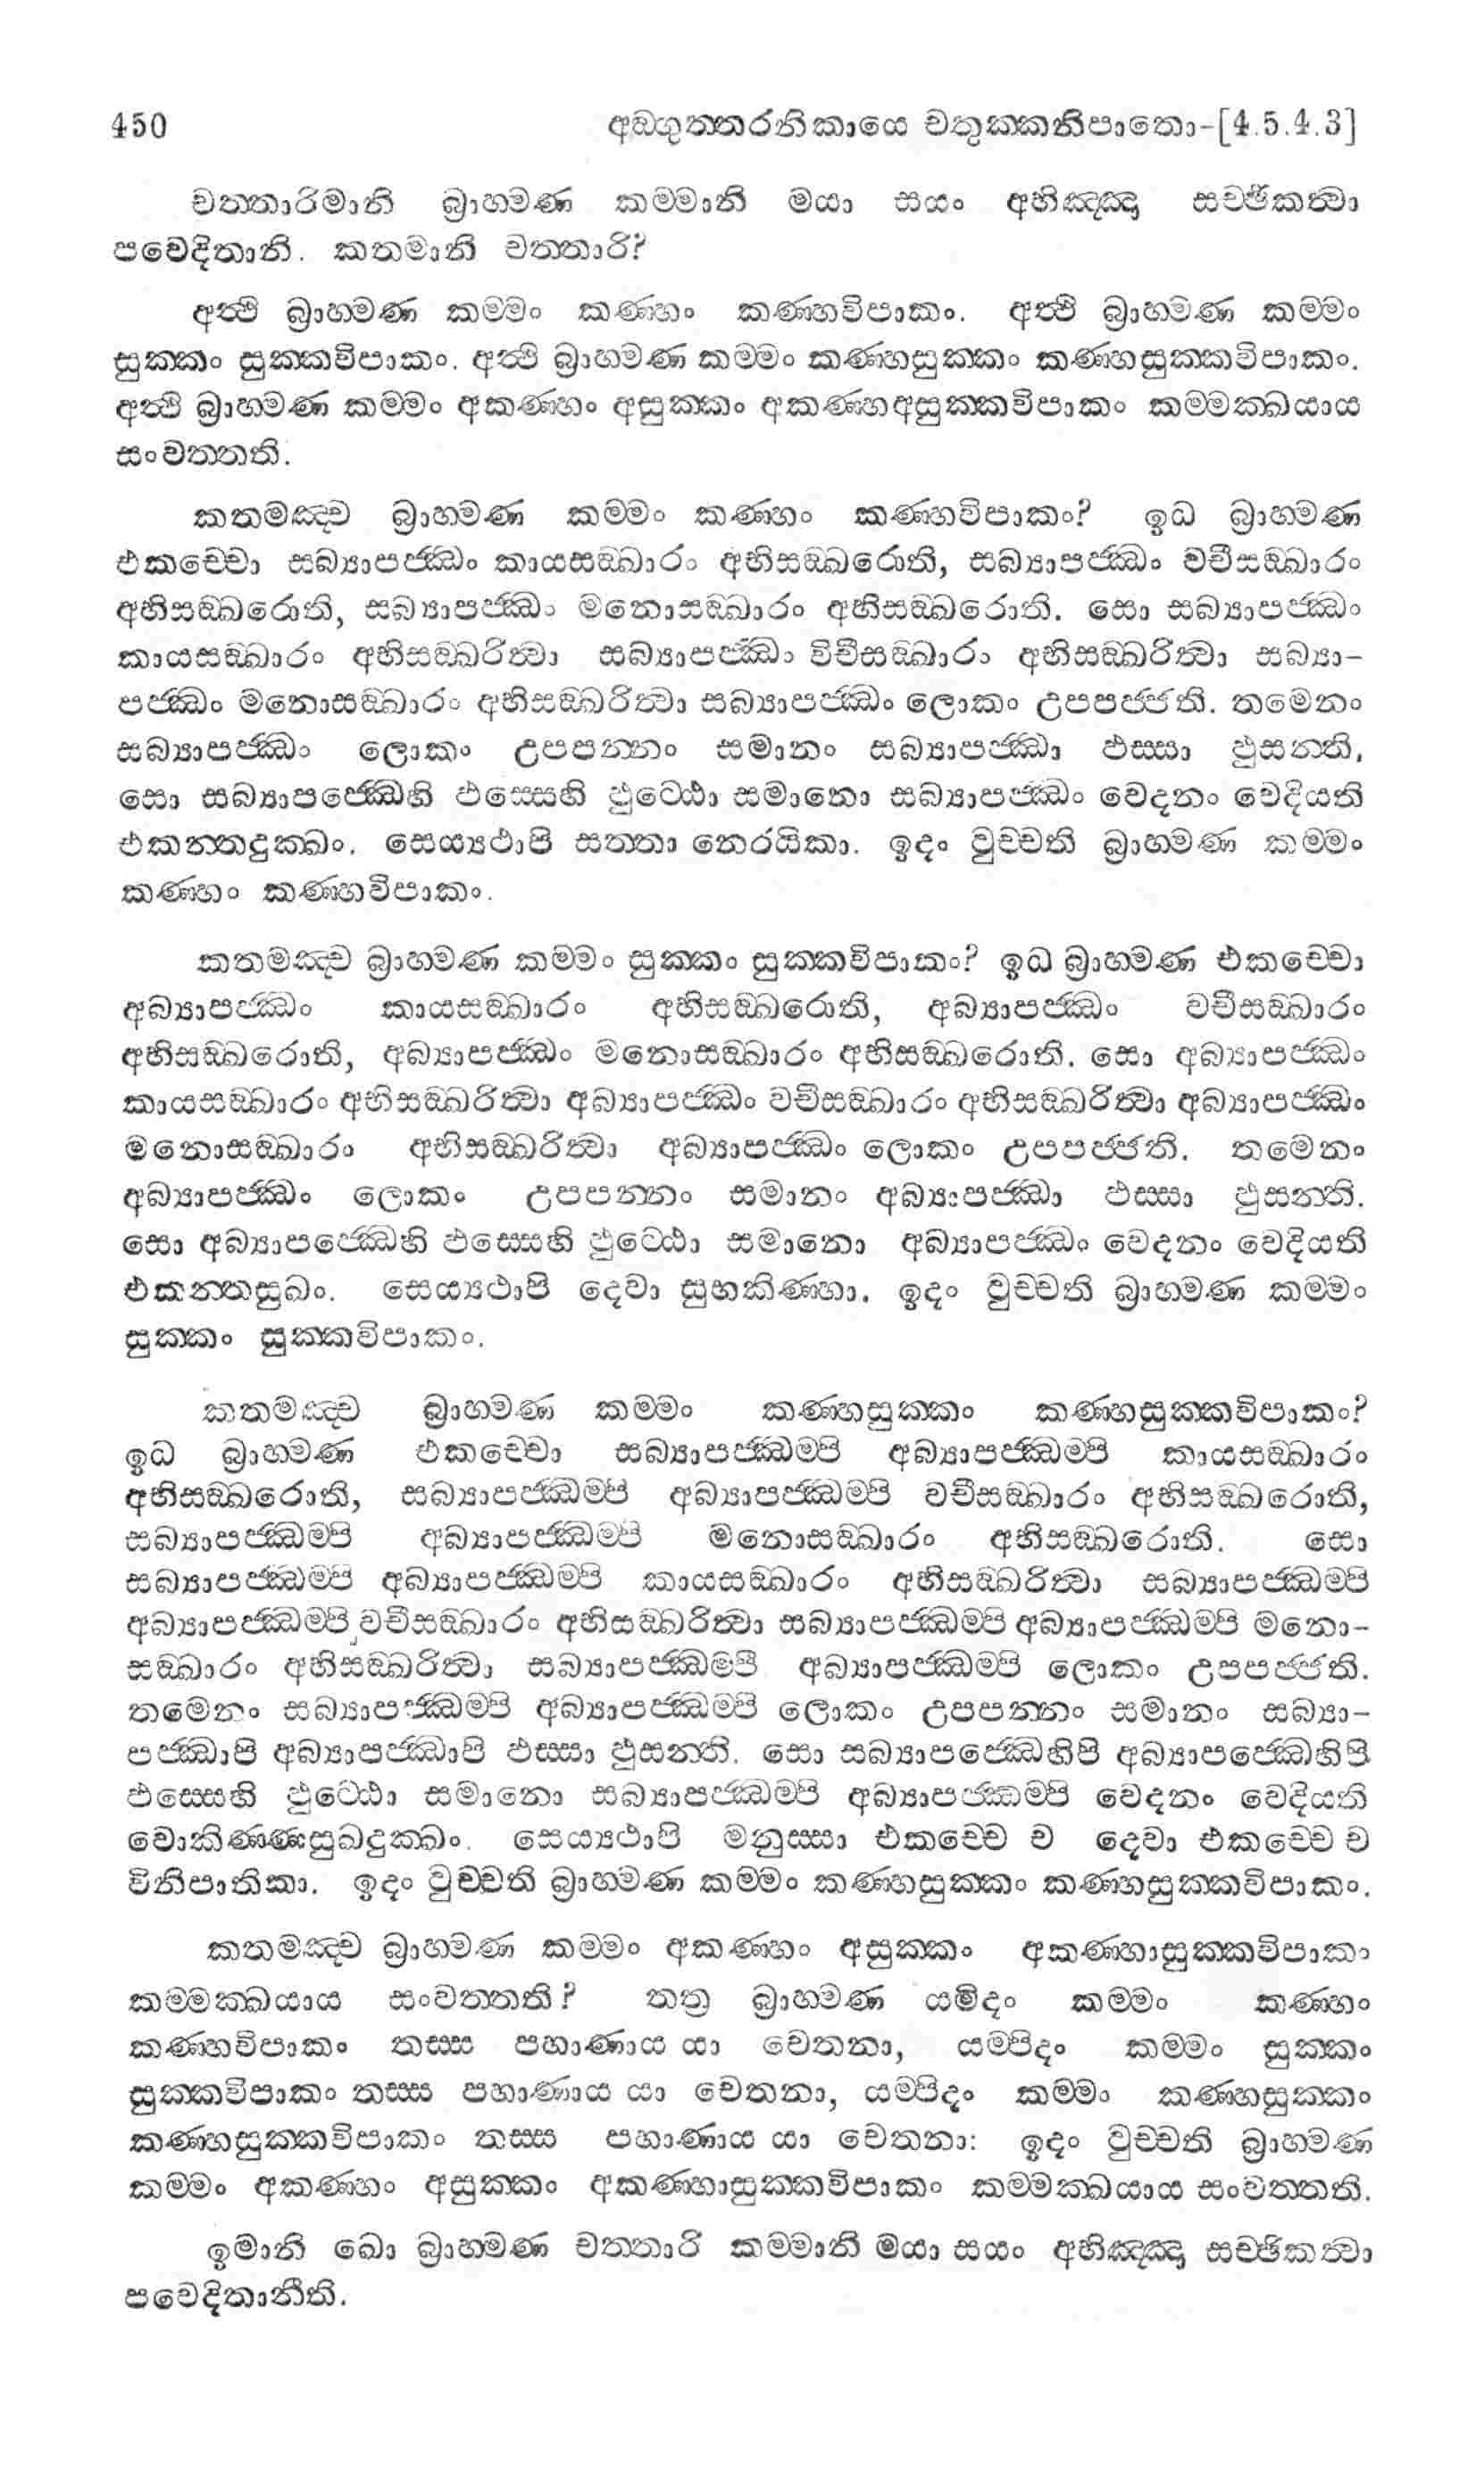 450 අඞ්ගුත්තරනිකායෙ චතුක්කනිපාතො-[4.5.4.3]
චත්තාරිමානි බ්‍රාහ්මණ කම්මානි මයා සයං අභිඤ්ඤා සච්ඡිකත්‍වා
පවෙදිතානි. කතමානි චත්තාරි?
අත්‍ථි බ්‍රාහ්මණ කම්මං කණ්හං කණ්හවිපාකං. අත්‍ථි බ්‍රාහ්මණ කම්මං
සුක්කං සුක්කවිපාකං. අත්‍ථි බ්‍රාහ්මණ කම්මං කණ්හසුක්කං කණ්හසුක්කවිපාකං.
අත්‍ථි බ්‍රාහ්මණ කම්මං අකණ්හං අසුක්කං අකණ්හඅසුක්කවිපාකං කම්මක්ඛයාය
සංවත්තති.
කතමඤ්ච බ්‍රාහ්මණ කම්මං කණ්හං කණ්හවිපාකං? ඉධ බ්‍රාහ්මණ
එකච්චො සබ්‍යාපජ්ඣං කායසඞ්ඛාරං අභිසඞ්ඛරොති, සබ්‍යාපජ්ඣං වචීසඞ්ඛාරං
අභිසඞ්ඛරොති, සබ්‍යාපජ්ඣං මනොසඞ්ඛාරං අභිසඞ්ඛරොති. සො සබ්‍යාපජ්ඣං
කායසඞ්ඛාරං අභිසඞ්ඛරිත්‍වා සබ්‍යාපජ්ඣං විචීසඞ්ඛාරං අභිසඞ්ඛරිත්‍වා සබ්‍යා-
පජ්ඣං මනොසඞ්ඛාරං අභිසඞ්ඛරිත්‍වා සබ්‍යාපජ්ඣං ලොකං උපපජ්ජති. තමෙනං
සබ්‍යාපජ්ඣං ලොකං උපපන්නං සමානං සබ්‍යාපජ්ඣා ඵස්සා ඵුසන්ති,
සො සබ්‍යාපජ්ඣෙහි ඵස්සෙහි ඵුට්ඨො සමානො සබ්‍යාපජ්ඣං වෙදනං වෙදියති
එකන්තදුක්ඛං. සෙය්‍යථාපි සත්තා නෙරයිකා. ඉදං වුච්චති බ්‍රාහ්මණ කම්මං
කණ්හං කණ්හවිපාකං.
කතමඤ්ච බ්‍රාහ්මණ කම්මං සුක්කං සුක්කවිපාකං? ඉධ බ්‍රාහ්මණ එකච්චො
අබ්‍යාපජ්ඣං කායසඞ්ඛාරං අභිසඞ්ඛරොති, අබ්‍යාපජ්ඣං වචීසඞ්ඛාරං
අභිසඞ්ඛරොති, අබ්‍යාපජ්ඣං මනොසඞ්ඛාරං අභිසඞ්ඛරොති. සො අබ්‍යාපජ්ඣං
කායසඞ්ඛාරං අභිසඞ්ඛරිත්‍වා අබ්‍යාපජ්ඣං වචීසඞ්ඛාරං අභිසඞ්ඛරිත්‍වා අබ්‍යාපජ්ඣං
මනොසඞ්ඛාරං අභිසඞ්ඛරිත්‍වා අබ්‍යාපජ්ඣං ලොකං උපපජ්ජති. තමෙනං
අබ්‍යාපජ්ඣං ලොකං උපපන්නං සමානං අබ්‍යාපජ්ඣා ඵස්සා ඵුසන්ති.
සො අබ්‍යාපජ්ඣෙහි ඵස්සෙහි ඵුට්ඨො සමානො අබ්‍යාපජ්ඣං වෙදනං වෙදියති
එකන්තසුඛං. සෙය්‍යථාපි දෙවා සුභකිණ්හා. ඉදං වුච්චති බ්‍රාහ්මණ කම්මං
සුක්කං සුක්කවිපාකං.
කතමඤ්ච බ්‍රාහ්මණ කම්මං කණ්හසුක්කං කණ්හසුක්කවිපාකං?
ඉධ බ්‍රාහ්මණ එකච්චො සබ්‍යාපජ්ඣම්පි අබ්‍යාපජ්ඣම්පි කායසඞ්ඛාරං
අභිසඞ්ඛරොති, සබ්‍යාපජ්ඣම්පි අබ්‍යාපජ්ඣම්පි වචීසඞ්ඛාරං අභිසඞ්ඛරොති,
සබ්‍යාපජ්ඣම්පි අබ්‍යාපජ්ඣම්පි මනොසඞ්ඛාරං අභිසඞ්ඛරොති. සො
සබ්‍යාපජ්ඣම්පි අබ්‍යාපජ්ඣම්පි කායසඞ්ඛාරං අභිසඞ්ඛරිත්‍වා සබ්‍යාපජ්ඣම්පි
අබ්‍යාපජ්ඣම්පි වචීසඞ්ඛාරං අභිසඞ්ඛරිත්‍වා සබ්‍යාපජ්ඣම්පි අබ්‍යාපජ්ඣම්පි මනො-
සඞ්ඛාරං අභිසඞ්ඛරිත්‍වා සබ්‍යාපජ්ඣම්පි අබ්‍යාපජ්ඣම්පි ලොකං උපපජ්ජති.
තමෙනං සබ්‍යාපජ්ඣම්පි අබ්‍යාපජ්ඣම්පි ලොකං උපපන්නං සමානං සබ්‍යා-
පජ්ඣාපි අබ්‍යාපජ්ඣාපි ඵස්සා ඵුසන්ති. සො සබ්‍යාපජ්ඣෙහිපි අබ්‍යාපජ්ඣෙහිපි
ඵස්සෙහි ඵුට්ඨො සමානො සබ්‍යාපජ්ඣම්පි අබ්‍යාපජ්ඣම්පි වෙදනං වෙදියති
වොකිණ්ණසුඛදුක්ඛං. සෙය්‍යථාපි මනුස්සා එකච්චෙ ච දෙවා එකච්චෙ ච
විනිපාතිකා. ඉදං වුච්චති බ්‍රාහ්මණ කම්මං කණ්හසුක්කං කණ්හසුක්කවිපාකං.
කතමඤ්ච බ්‍රාහ්මණ කම්මං අකණ්හං අසුක්කං අකණ්හාසුක්කවිපාකං
කම්මක්ඛයාය සංවත්තති? තත්‍ර බ්‍රාහ්මණ යමිදං කම්මං කණ්හං
කණ්හවිපාකං තස්ස පහාණාය යා චෙතනා, යම්පිදං කම්මං සුක්කං
සුක්කවිපාකං තස්ස පහාණාය යා චෙතනා, යම්පිදං කම්මං කණ්හසුක්කං
කණ්හසුක්කවිපාකං තස්ස පහාණාය යා චෙතනා: ඉදං වුච්චති බ්‍රාහ්මණ
කම්මං අකණ්හං අසුක්කං අකණ්හාසුක්කවිපාකං කම්මක්ඛයාය සංවත්තති.
ඉමානි ඛො බ්‍රාහ්මණ චත්තාරි කම්මානි මයා සයං අභිඤ්ඤා සච්ඡිකත්‍වා
පවෙදිතානීති.